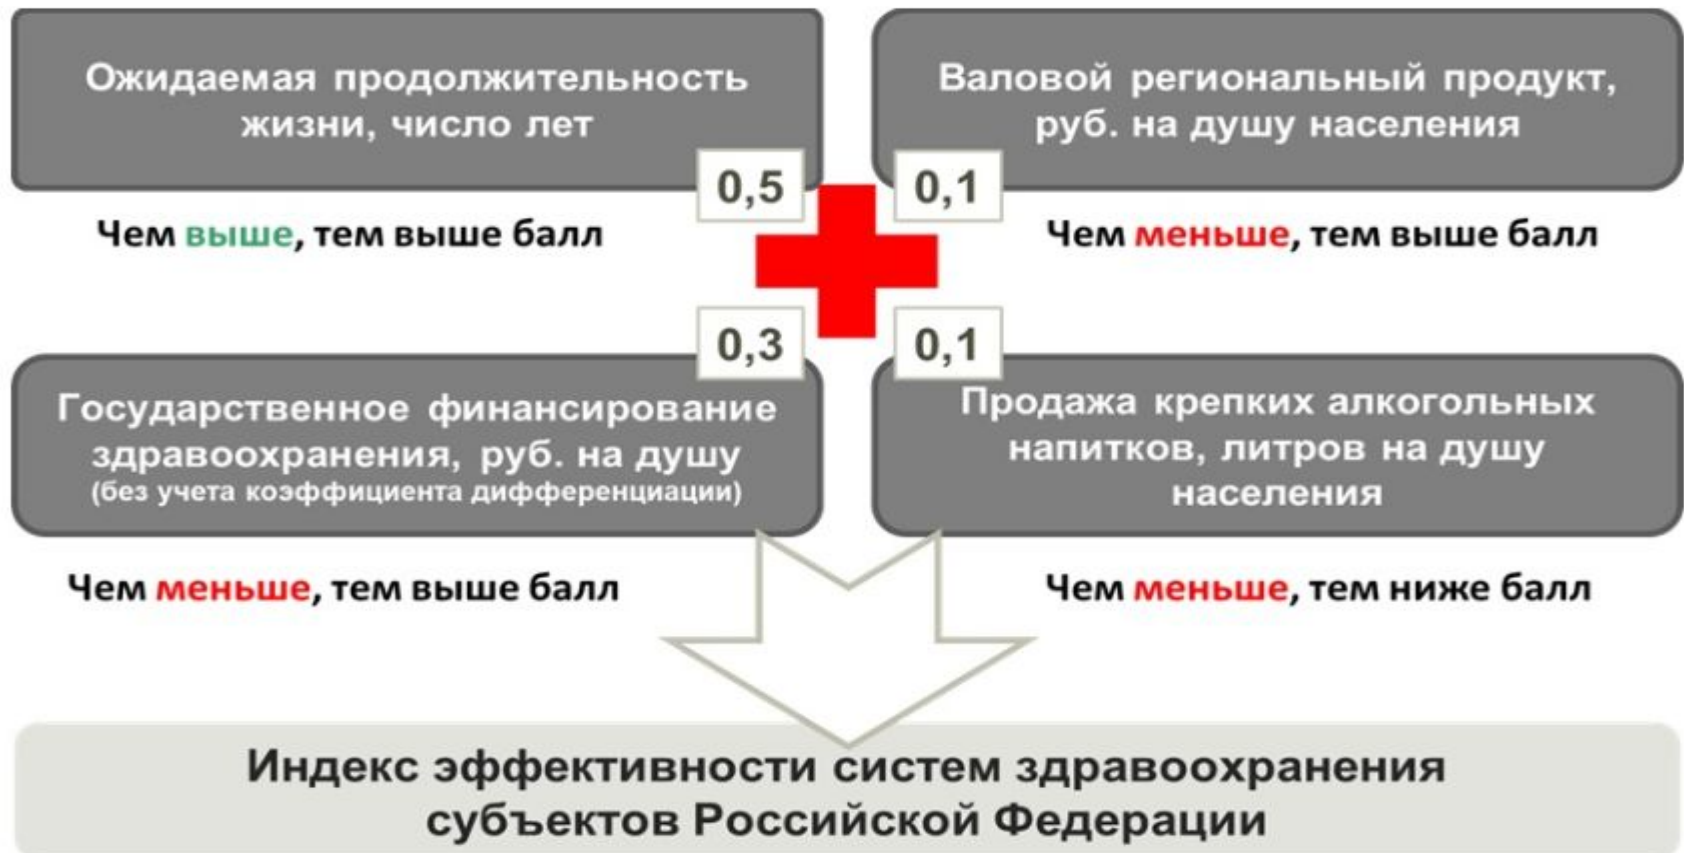 Ожидаемая продолжительность
жизни, число лет
0,5
Чем выше, тем выше балл
Валовой региональный продукт,
руб. на душу населения
0,1
Чем меньше, тем выше балл
0,3
Государственное финансирование
здравоохранения, руб. на душу
(без учета коэффициента дифференциации)
Чем меньше, тем выше балл
0,1
Продажа крепких алкогольных
напитков, литров на душу
населения
Чем меньше, тем ниже балл
Индекс эффективности систем здравоохранения
субъектов Российской Федерации